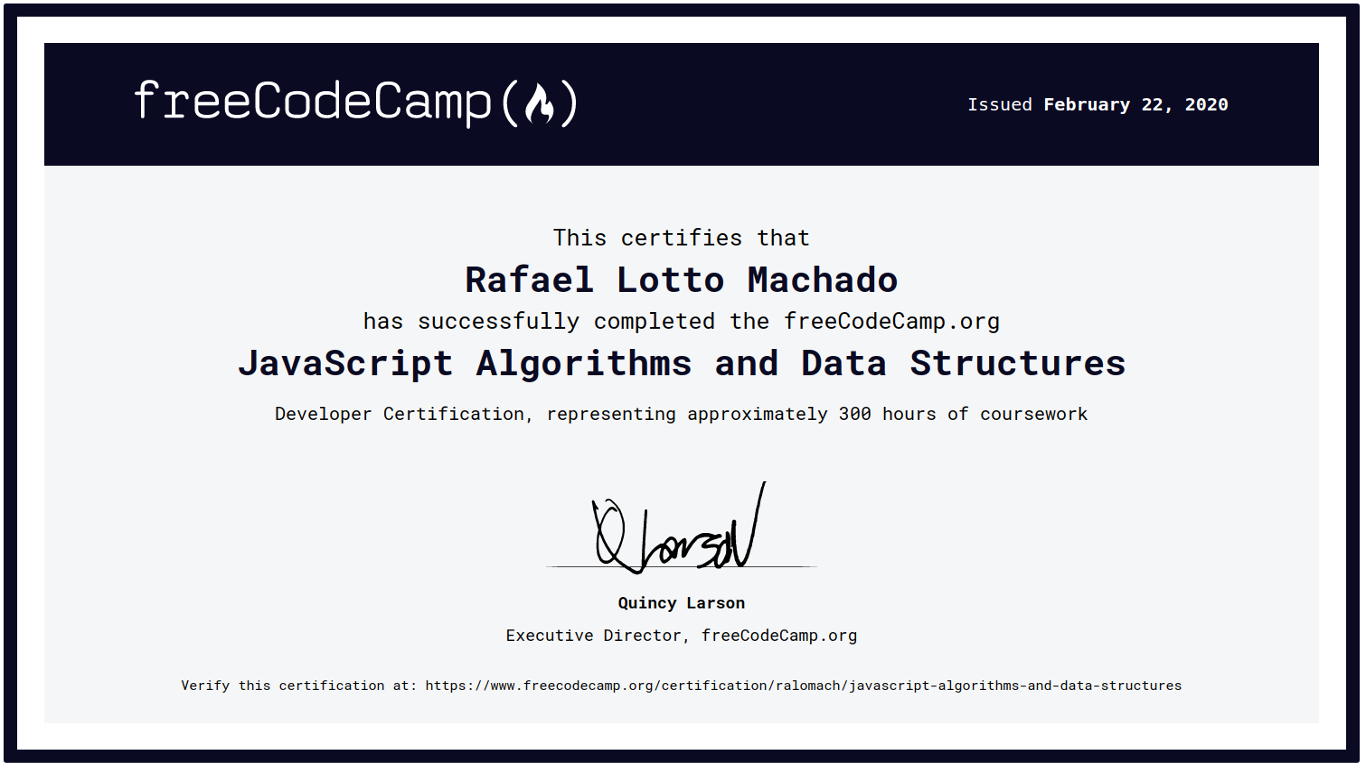 freeCodeCamp(🔥)
Issued February 22, 2020
This certifies that
Rafael Lotto Machado
has successfully completed the freeCodeCamp.org
JavaScript Algorithms and Data Structures
Developer Certification, representing approximately 300 hours of coursework
Q Larson
Quincy Larson
Executive Director, freeCodeCamp.org
Verify this certification at: https://www.freecodecamp.org/certification/ralomach/javascript-algorithms-and-data-structures